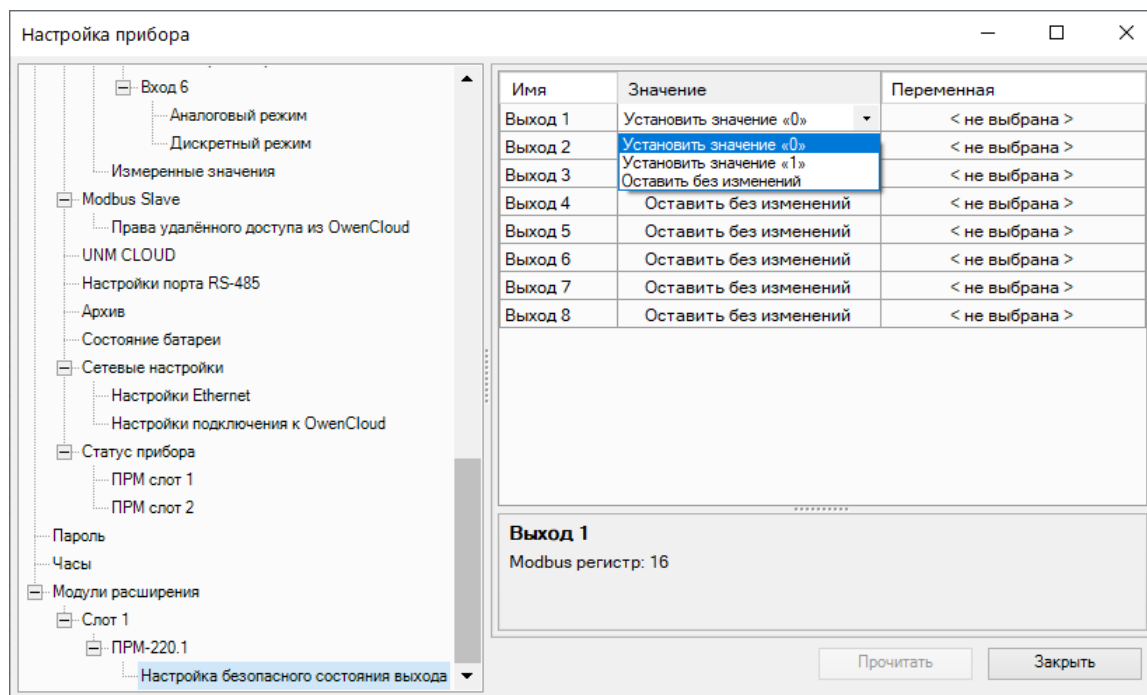 Настройка прибора
Вход 6
Аналоговый режим
Дискретный режим
Измеренные значения
Modbus Slave
Права удалённого доступа из OwenCloud
UNM CLOUD
Настройки порта RS-485
Архив
Состояние батареи
Сетевые настройки
Настройки Ethernet
Настройки подключения к OwenCloud
Статус прибора
ПРМ слот 1
ПРМ слот 2
Пароль
Часы
Модули расширения
Слот 1
ПРМ-220.1
Настройка безопасного состояния выхода
Имя Значение Переменная
Выход 1 Установить значение «0» < не выбрана >
Выход 2 Установить значение «0» < не выбрана >
Установить значение «1»
Выход 3 Оставить без изменений < не выбрана >
Выход 4 Оставить без изменений < не выбрана >
Выход 5 Оставить без изменений < не выбрана >
Выход 6 Оставить без изменений < не выбрана >
Выход 7 Оставить без изменений < не выбрана >
Выход 8 Оставить без изменений < не выбрана >
Выход 1
Modbus регистр: 16
Прочитать Закрыть